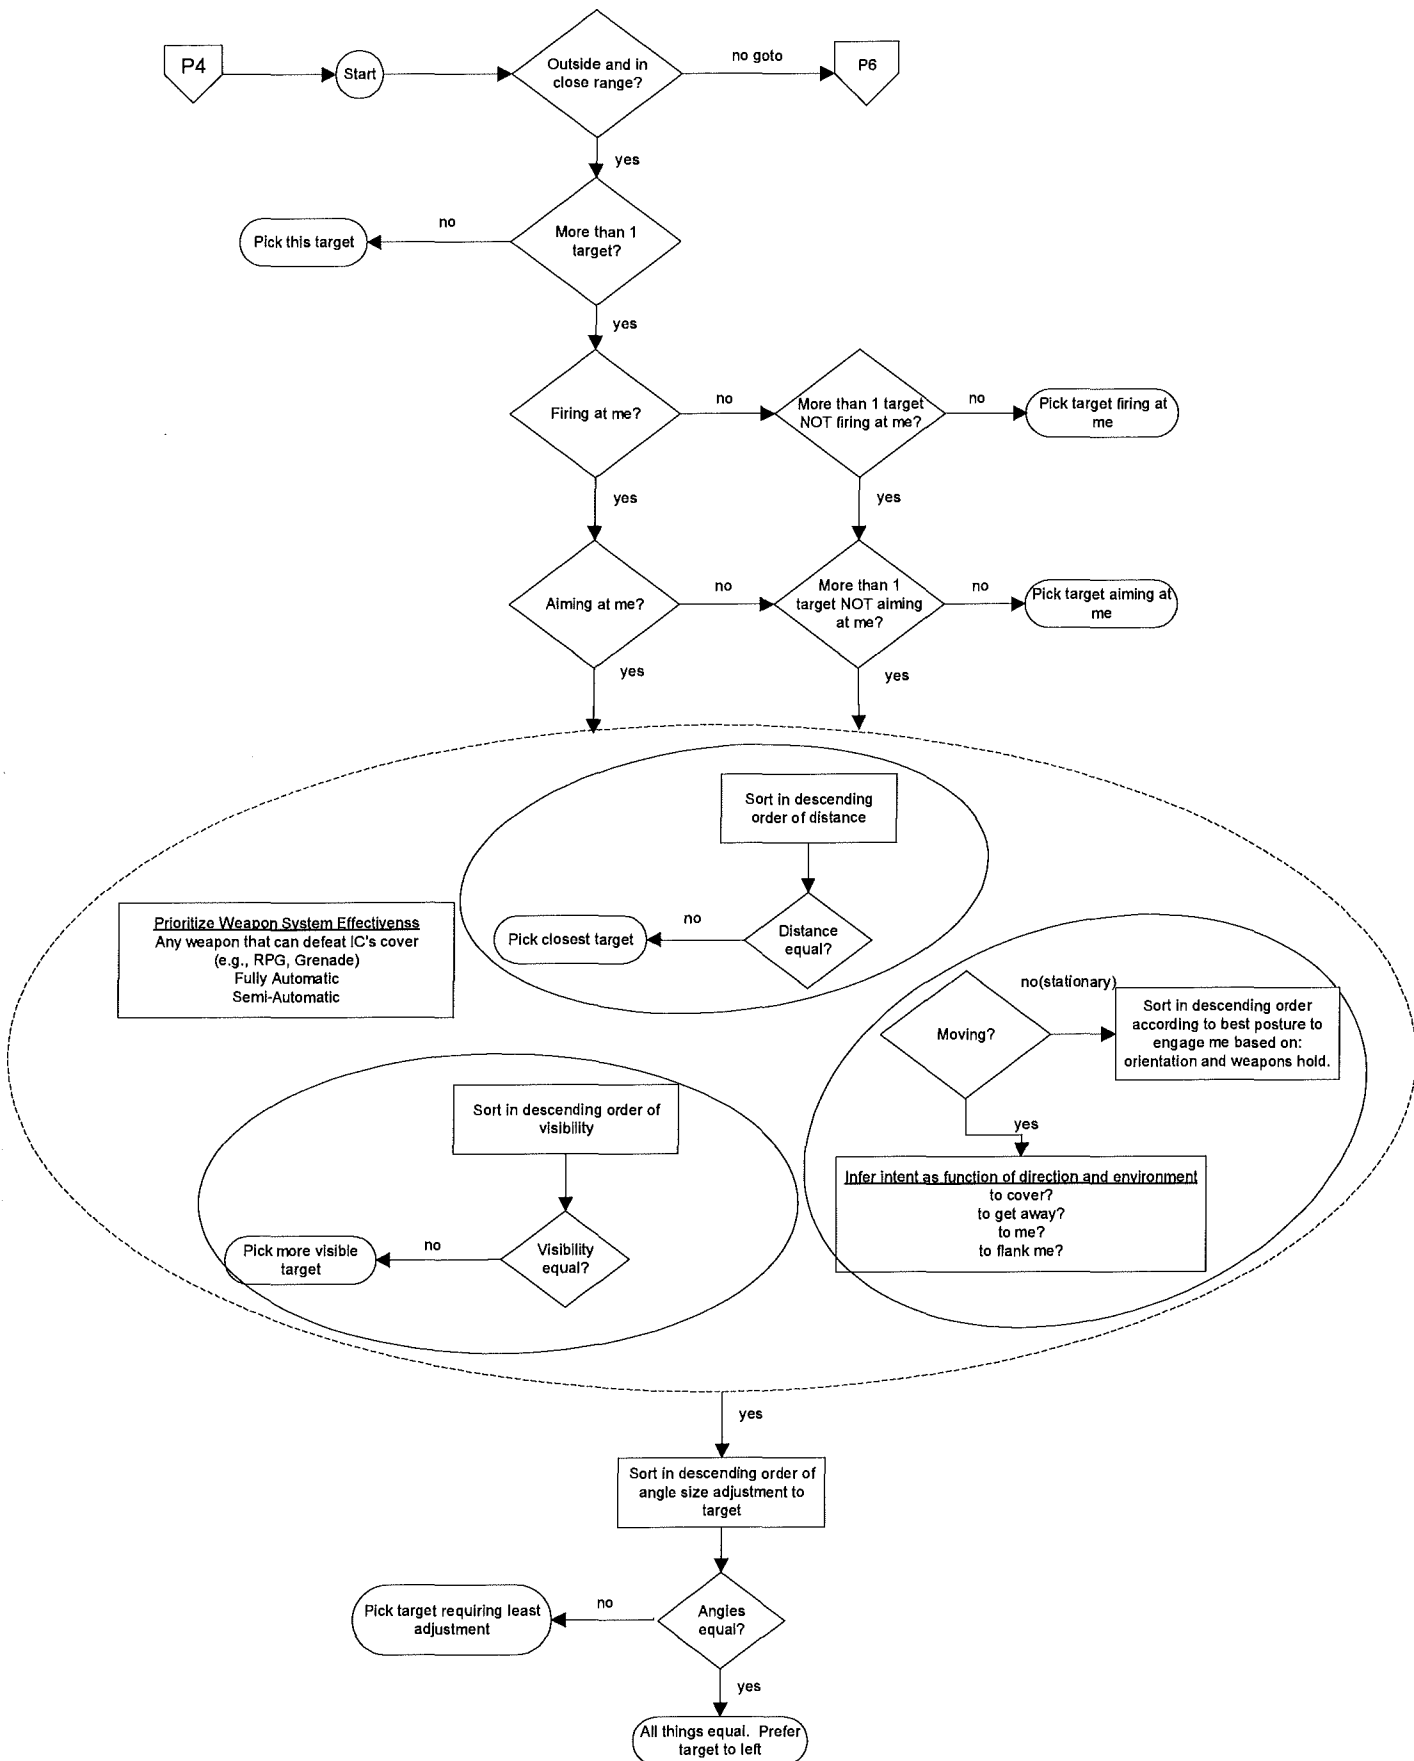 P4
Start
Outside and in
close range?
no goto
P6
yes
More than 1
target?
no
Pick this target
yes
Firing at me?
no
More than 1 target
NOT firing at me?
no
Pick target firing at
me
yes
yes
Aiming at me?
no
More than 1
target NOT aiming
at me?
no
Pick target aiming at
me
yes
yes
Sort in descending
order of distance
Prioritize Weapon System Effectivenss
Any weapon that can defeat IC's cover
(e.g., RPG, Grenade)
Fully Automatic
Semi-Automatic
Distance
equal?
no
Pick closest target
Moving?
no(stationary)
Sort in descending order
according to best posture to
engage me based on:
orientation and weapons hold.
yes
Infer intent as function of direction and environment
to cover?
to get away?
to me?
to flank me?
Sort in descending order of
visibility
Visibility
equal?
no
Pick more visible
target
yes
Sort in descending order of
angle size adjustment to
target
Angles
equal?
no
Pick target requiring least
adjustment
yes
All things equal. Prefer
target to left